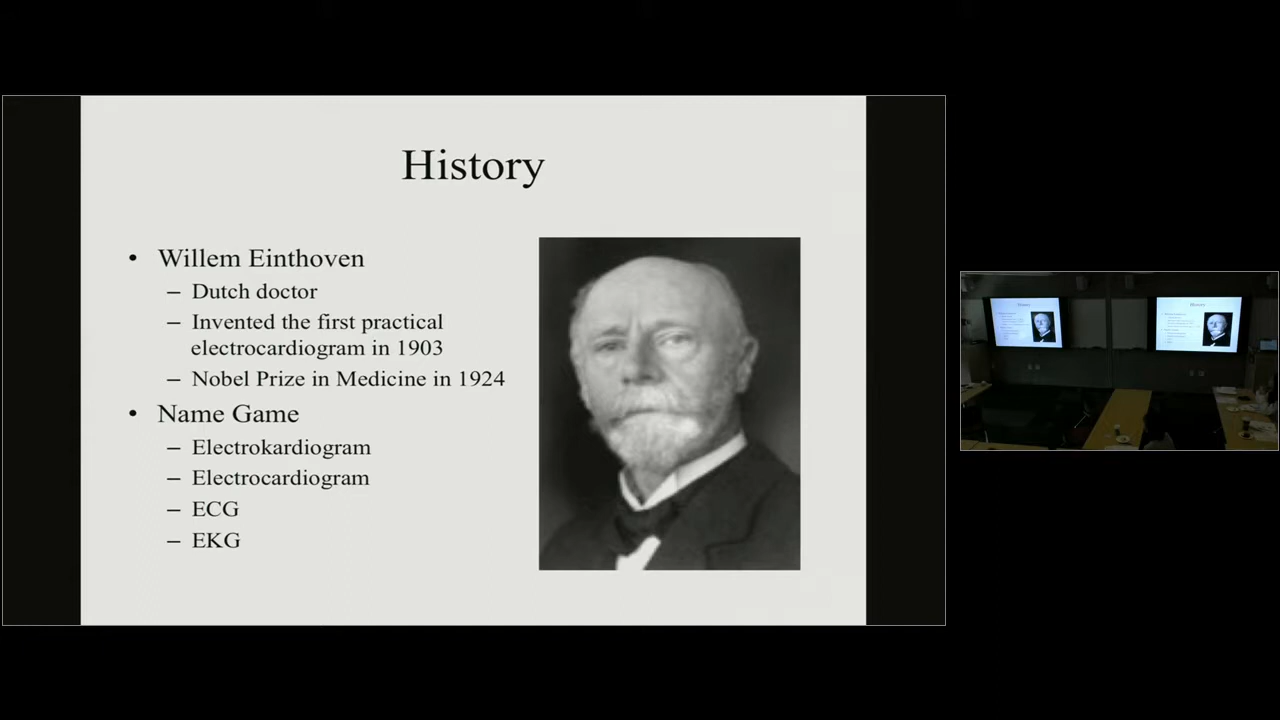 History
• Willem Einthoven
– Dutch doctor
– Invented the first practical
electrocardiogram in 1903
– Nobel Prize in Medicine in 1924
• Name Game
– Electrokardiogram
– Electrocardiogram
– ECG
– EKG